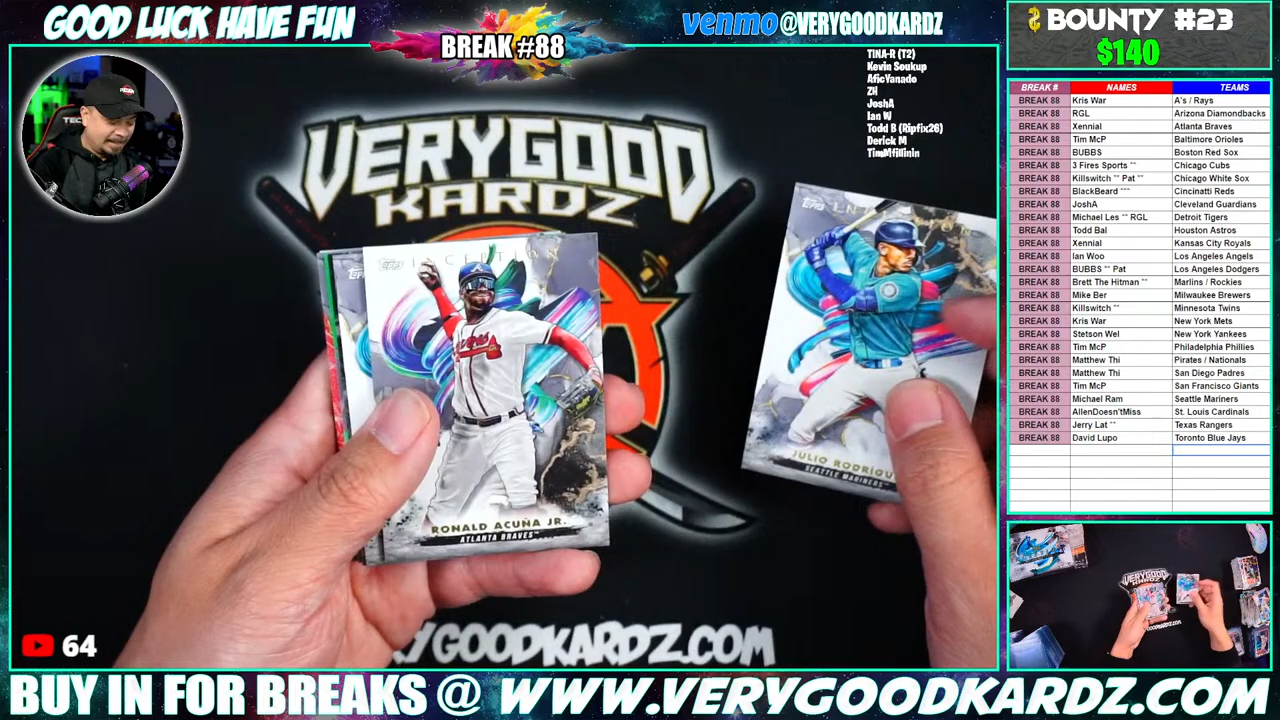 GOOD LUCK HAVE FUN
BREAK #88
venmo @VERYGOODKARDZ
BOUNTY #23
$140
TINA-R (T2)
Kevin Soukup
AficYanado
ZH
JoshA
Ian W
Todd B (Ripfix26)
Derick M
TimMfillinin
VERYGOOD
KARDZ
Topps INCEPTION
RONALD ACUÑA JR.
ATLANTA BRAVES
Topps
JULIO RODRIGU
SEATTLE MARINERS
BREAK # NAMES TEAMS
BREAK 88 Kris War A's / Rays
BREAK 88 RGL Arizona Diamondbacks
BREAK 88 Xennial Atlanta Braves
BREAK 88 Tim McP Baltimore Orioles
BREAK 88 BUBBS Boston Red Sox
BREAK 88 3 Fires Sports ** Chicago Cubs
BREAK 88 Killswitch ** Pat ** Chicago White Sox
BREAK 88 BlackBeard *** Cincinatti Reds
BREAK 88 JoshA Cleveland Guardians
BREAK 88 Michael Les ** RGL Detroit Tigers
BREAK 88 Todd Bal Houston Astros
BREAK 88 Xennial Kansas City Royals
BREAK 88 Ian Woo Los Angeles Angels
BREAK 88 BUBBS ** Pat Los Angeles Dodgers
BREAK 88 Brett The Hitman ** Marlins / Rockies
BREAK 88 Mike Ber Milwaukee Brewers
BREAK 88 Killswitch ** Minnesota Twins
BREAK 88 Kris War New York Mets
BREAK 88 Stetson Wel New York Yankees
BREAK 88 Tim McP Philadelphia Phillies
BREAK 88 Matthew Thi Pirates / Nationals
BREAK 88 Matthew Thi San Diego Padres
BREAK 88 Tim McP San Francisco Giants
BREAK 88 Michael Ram Seattle Mariners
BREAK 88 AllenDoesn'tMiss St. Louis Cardinals
BREAK 88 Jerry Lat ** Texas Rangers
BREAK 88 David Lupo Toronto Blue Jays
RYGOODKARDZ.COM
64
VERYGOOD
BUY IN FOR BREAKS @ WWW.VERYGOODKARDZ.COM